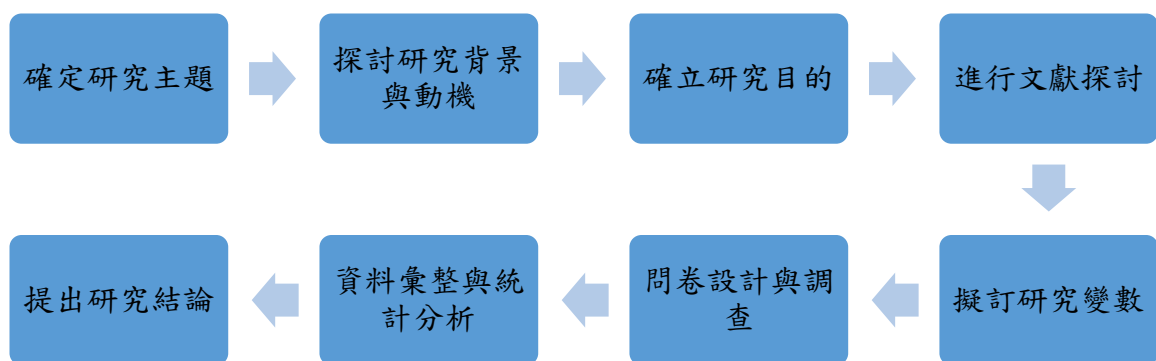 確定研究主題
探討研究背景
與動機
確立研究目的
進行文獻探討
擬訂研究變數
問卷設計與調
查
資料彙整與統
計分析
提出研究結論